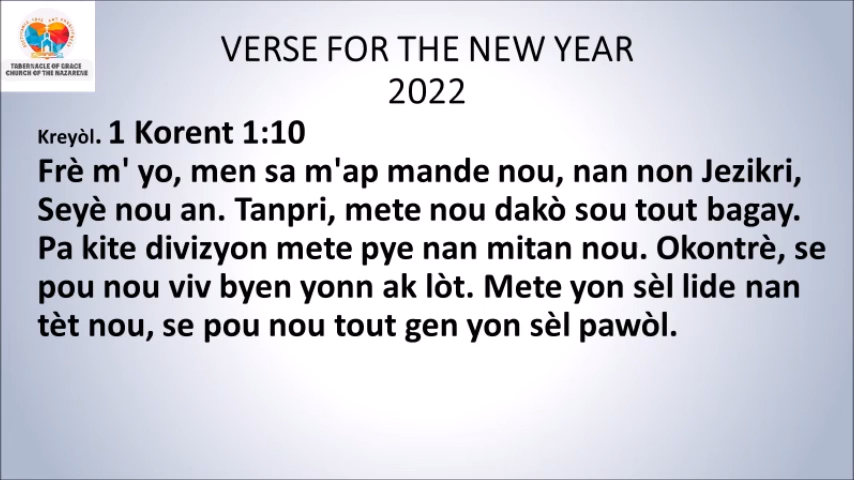 TABERNACLE OF GRACE
CHURCH OF THE NAZARENE
VERSE FOR THE NEW YEAR
2022
Kreyòl. 1 Korent 1:10
Frè m' yo, men sa m'ap mande nou, nan non Jezikri,
Seyè nou an. Tanpri, mete nou dakò sou tout bagay.
Pa kite divizyon mete pye nan mitan nou. Okontrè, se
pou nou viv byen yonn ak lòt. Mete yon sèl lide nan
tèt nou, se pou nou tout gen yon sèl pawòl.